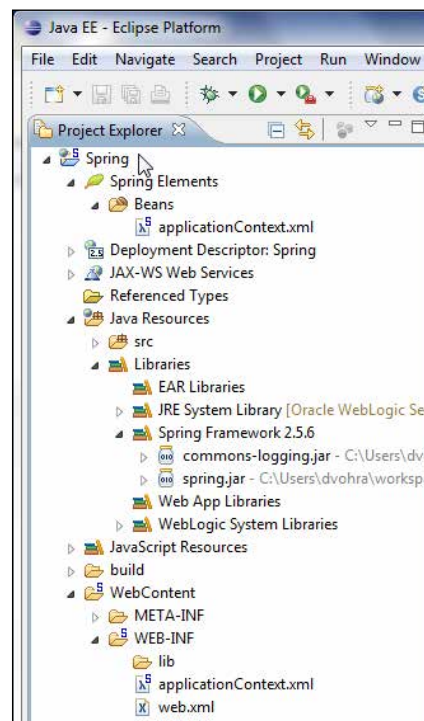 Java EE - Eclipse Platform
File Edit Navigate Search Project Run Window
Project Explorer
Spring
Spring Elements
Beans
applicationContext.xml
Deployment Descriptor: Spring
JAX-WS Web Services
Referenced Types
Java Resources
src
Libraries
EAR Libraries
JRE System Library [Oracle WebLogic Se
Spring Framework 2.5.6
commons-logging.jar - C:\Users\dv
spring.jar - C:\Users\dvohra\worksp
Web App Libraries
WebLogic System Libraries
JavaScript Resources
build
WebContent
META-INF
WEB-INF
lib
applicationContext.xml
web.xml